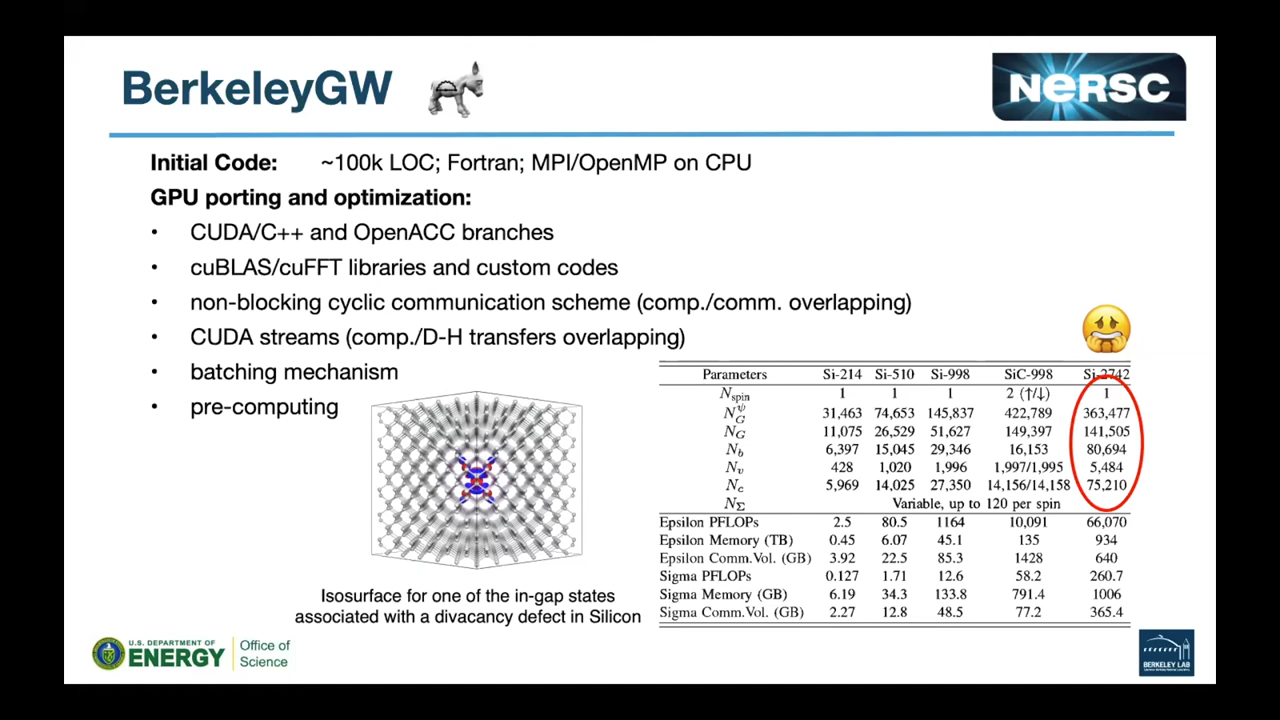 BerkeleyGW
NERSC
Initial Code: ~100k LOC; Fortran; MPI/OpenMP on CPU
GPU porting and optimization:
• CUDA/C++ and OpenACC branches
• cuBLAS/cuFFT libraries and custom codes
• non-blocking cyclic communication scheme (comp./comm. overlapping)
• CUDA streams (comp./D-H transfers overlapping)
• batching mechanism
• pre-computing
Isosurface for one of the in-gap states
associated with a divacancy defect in Silicon
Parameters Si-214 Si-510 Si-998 SiC-998 Si-2742
N_spin 1 1 1 2 (↑/↓) 1
N_G^ψ 31,463 74,653 145,837 422,789 363,477
N_G 11,075 26,529 51,627 149,397 141,505
N_b 6,397 15,045 29,346 16,153 80,694
N_v 428 1,020 1,996 1,997/1,995 5,484
N_c 5,969 14,025 27,350 14,156/14,158 75,210
N_Σ Variable, up to 120 per spin
Epsilon PFLOPs 2.5 80.5 1164 10,091 66,070
Epsilon Memory (TB) 0.45 6.07 45.1 135 934
Epsilon Comm.Vol. (GB) 3.92 22.5 85.3 1428 640
Sigma PFLOPs 0.127 1.71 12.6 58.2 260.7
Sigma Memory (GB) 6.19 34.3 133.8 791.4 1006
Sigma Comm.Vol. (GB) 2.27 12.8 48.5 77.2 365.4
U.S. DEPARTMENT OF
ENERGY
Office of
Science
BERKELEY LAB